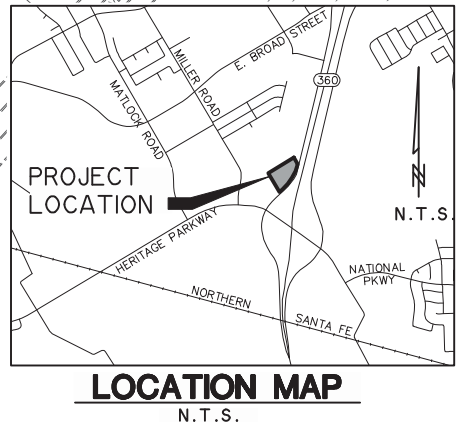 E. BROAD STREET
MILLER ROAD
360
MATLOCK ROAD
PROJECT
LOCATION
N
N.T.S.
HERITAGE PARKWAY
NATIONAL
PKWY
NORTHERN
SANTA FE
LOCATION MAP
N.T.S.